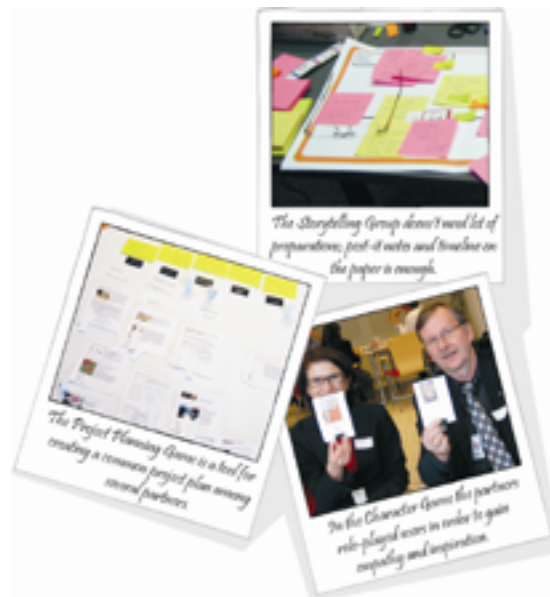 The Storytelling Group doesn't need lot of
preparations; post-it notes and timeline on
the paper is enough.
The Project Planning Game is a tool for
creating a common project plan among
several partners
In the Character Game the partners
role-played users in order to gain
empathy and inspiration.